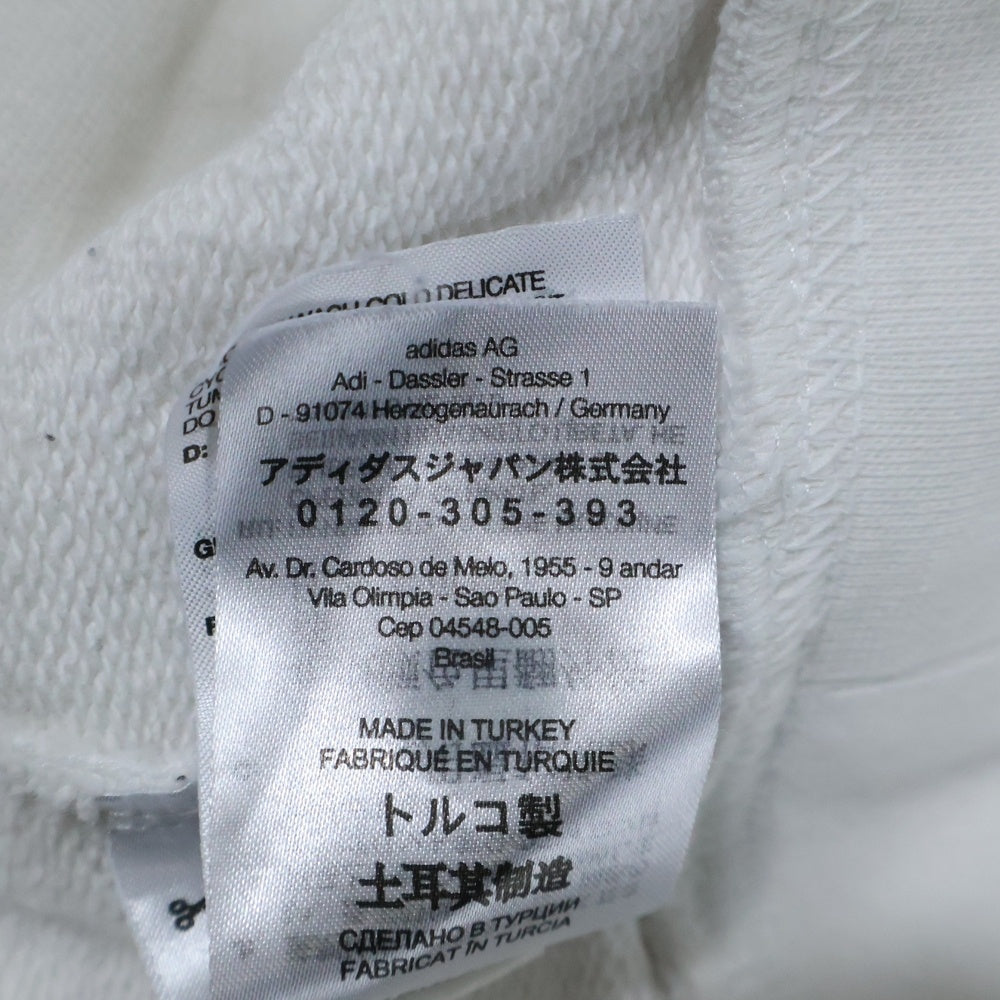 WASH COLD DELICATE
adidas AG
Adi - Dassler - Strasse 1
D - 91074 Herzogenaurach / Germany
アディダスジャパン株式会社
0120-305-393
Av. Dr. Cardoso de Melo, 1955 - 9 andar
Vila Olimpia - Sao Paulo - SP
Cep 04548-005
Brasil
MADE IN TURKEY
FABRIQUÉ EN TURQUIE
トルコ製
土耳其制造
СДЕЛАНО В ТУРЦИИ
FABRICAT ÎN TURCIA
DO
D: